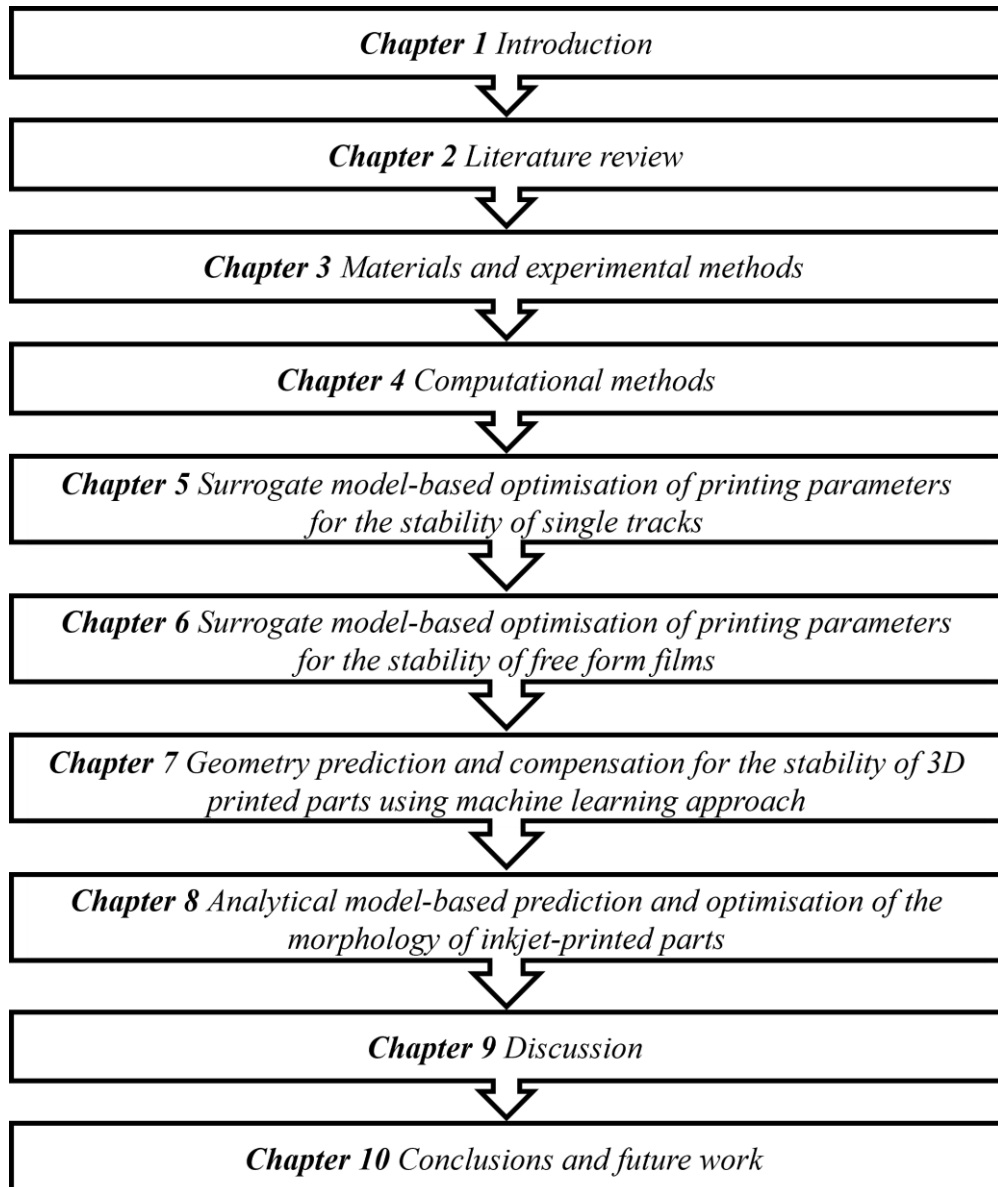 Chapter 1 Introduction
Chapter 2 Literature review
Chapter 3 Materials and experimental methods
Chapter 4 Computational methods
Chapter 5 Surrogate model-based optimisation of printing parameters
for the stability of single tracks
Chapter 6 Surrogate model-based optimisation of printing parameters
for the stability of free form films
Chapter 7 Geometry prediction and compensation for the stability of 3D
printed parts using machine learning approach
Chapter 8 Analytical model-based prediction and optimisation of the
morphology of inkjet-printed parts
Chapter 9 Discussion
Chapter 10 Conclusions and future work